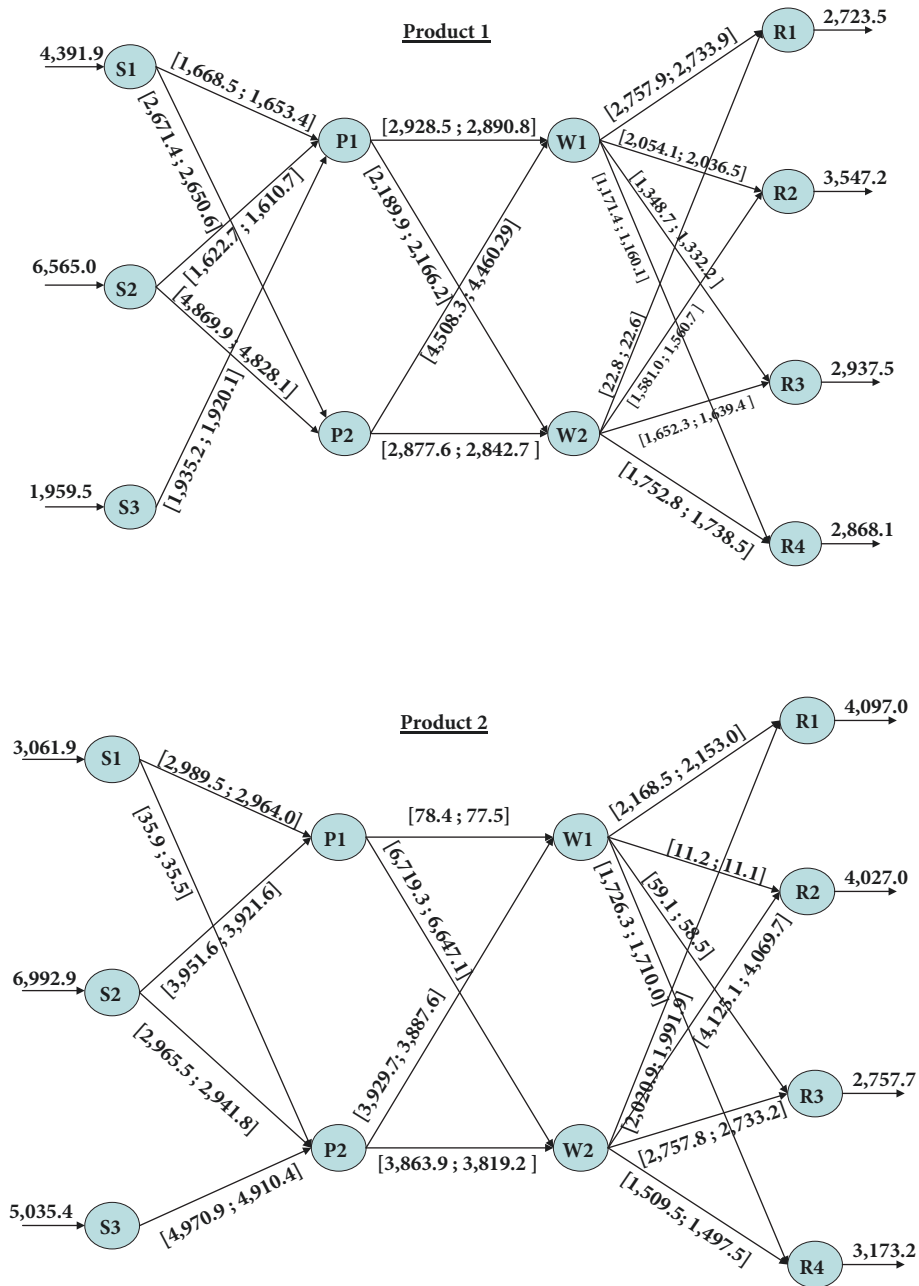 Product 1
4,391.9
S1
6,565.0
S2
1,959.5
S3
[1,668.5 ; 1,653.4]
[2,671.4 ; 2,650.6]
[1,622.7 ; 1,610.7]
[4,869.9 ; 4,828.1]
[1,935.2 ; 1,920.1]
P1
P2
[2,928.5 ; 2,890.8]
[2,189.9 ; 2,166.2]
[4,508.3 ; 4,460.29]
[2,877.6 ; 2,842.7 ]
W1
W2
[2,757.9 ; 2,733.9]
[2,054.1; 2,036.5]
[1,348.7 ; 1,332.2 ]
[1,171.4 ; 1,160.1]
[22.8 ; 22.6]
[1,581.0 ; 1,560.7 ]
[1,652.3 ; 1,639.4 ]
[1,752.8 ; 1,738.5]
R1
2,723.5
R2
3,547.2
R3
2,937.5
R4
2,868.1
Product 2
3,061.9
S1
6,992.9
S2
5,035.4
S3
[2,989.5 ; 2,964.0]
[35.9 ; 35.5]
[3,951.6 ; 3,921.6]
[2,965.5 ; 2,941.8]
[4,970.9 ; 4,910.4]
P1
P2
[78.4 ; 77.5]
[6,719.3 ; 6,647.1]
[3,929.7 ; 3,887.6]
[3,863.9 ; 3,819.2 ]
W1
W2
[2,168.5 ; 2,153.0]
[11.2 ; 11.1]
[59.1 ; 58.5]
[1,726.3 ; 1,710.0]
[2,020.9 ; 1,991.9]
[4,125.1 ; 4,069.7]
[2,757.8 ; 2,733.2]
[1,509.5 ; 1,497.5]
R1
4,097.0
R2
4,027.0
R3
2,757.7
R4
3,173.2